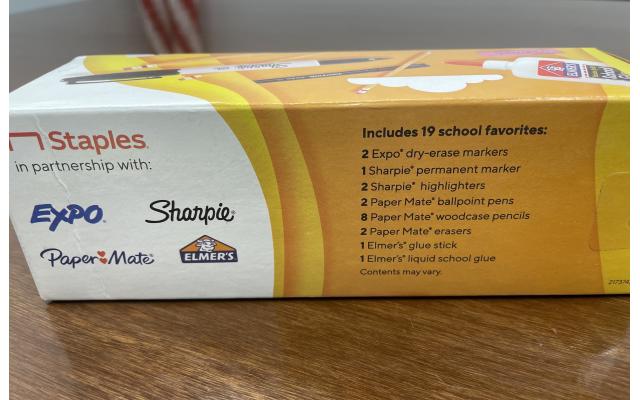 Sharpie
ELMER'S
Staples.
in partnership with:
EXPO®
Sharpie®
Paper Mate®
ELMER'S
Includes 19 school favorites:
2 Expo® dry-erase markers
1 Sharpie® permanent marker
2 Sharpie® highlighters
2 Paper Mate® ballpoint pens
8 Paper Mate® woodcase pencils
2 Paper Mate® erasers
1 Elmer's® glue stick
1 Elmer's® liquid school glue
Contents may vary.